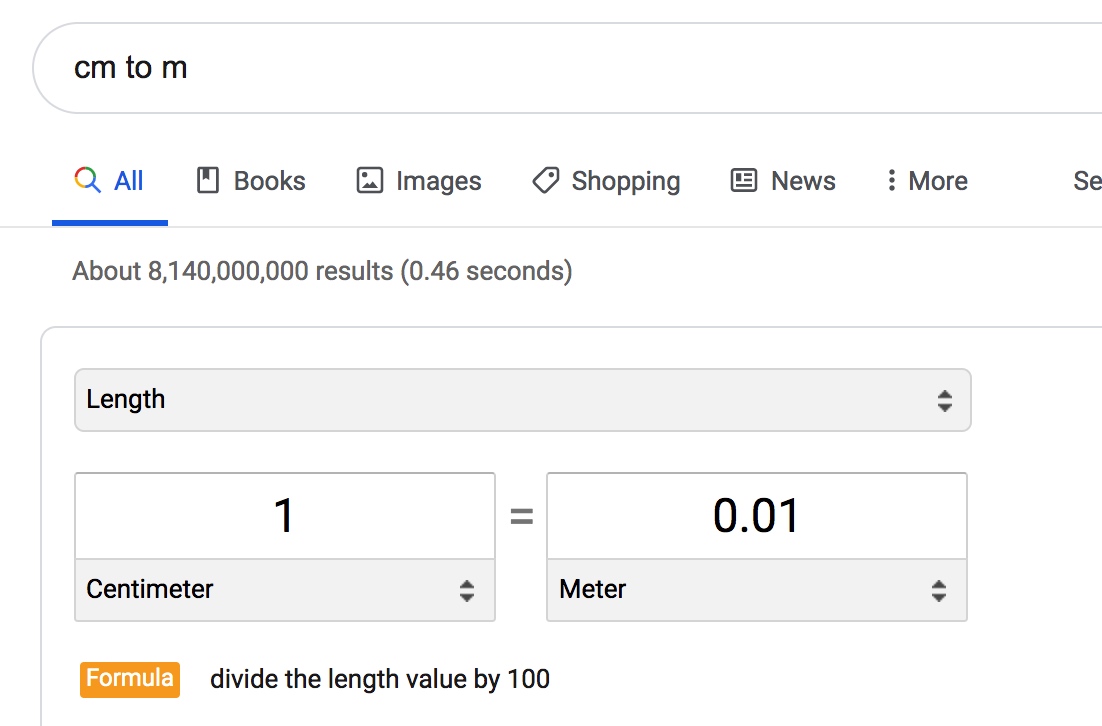 cm to m
All Books Images Shopping News More
About 8,140,000,000 results (0.46 seconds)
Length
1 = 0.01
Centimeter Meter
Formula divide the length value by 100